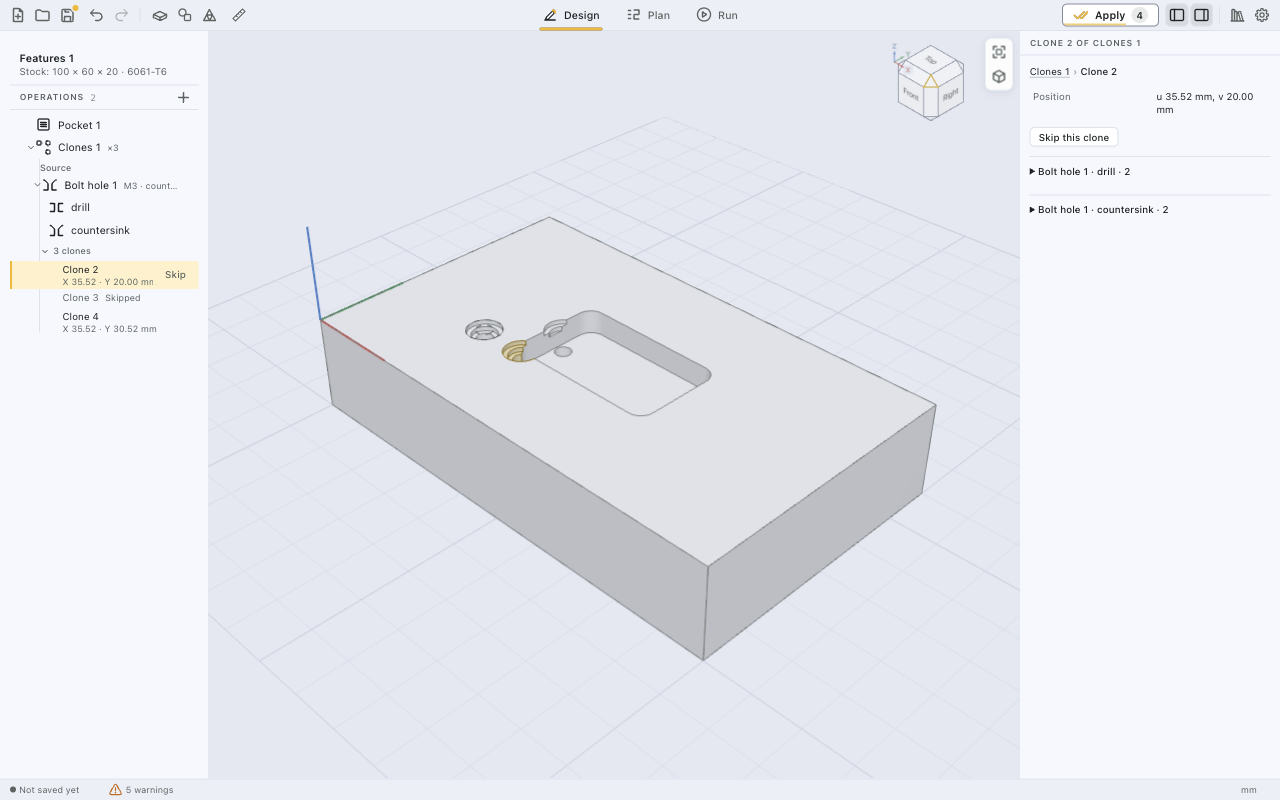 Design
Plan
Run
Apply 4
Features 1
Stock: 100 × 60 × 20 · 6061-T6
OPERATIONS 2
Pocket 1
Clones 1 ×3
Source
Bolt hole 1 M3 · count…
drill
countersink
3 clones
Clone 2
X 35.52 · Y 20.00 mm
Skip
Clone 3 Skipped
Clone 4
X 35.52 · Y 30.52 mm
Z
Y
X
Top
Front
Right
CLONE 2 OF CLONES 1
Clones 1 › Clone 2
Position
u 35.52 mm, v 20.00
mm
Skip this clone
Bolt hole 1 · drill · 2
Bolt hole 1 · countersink · 2
Not saved yet
5 warnings
mm